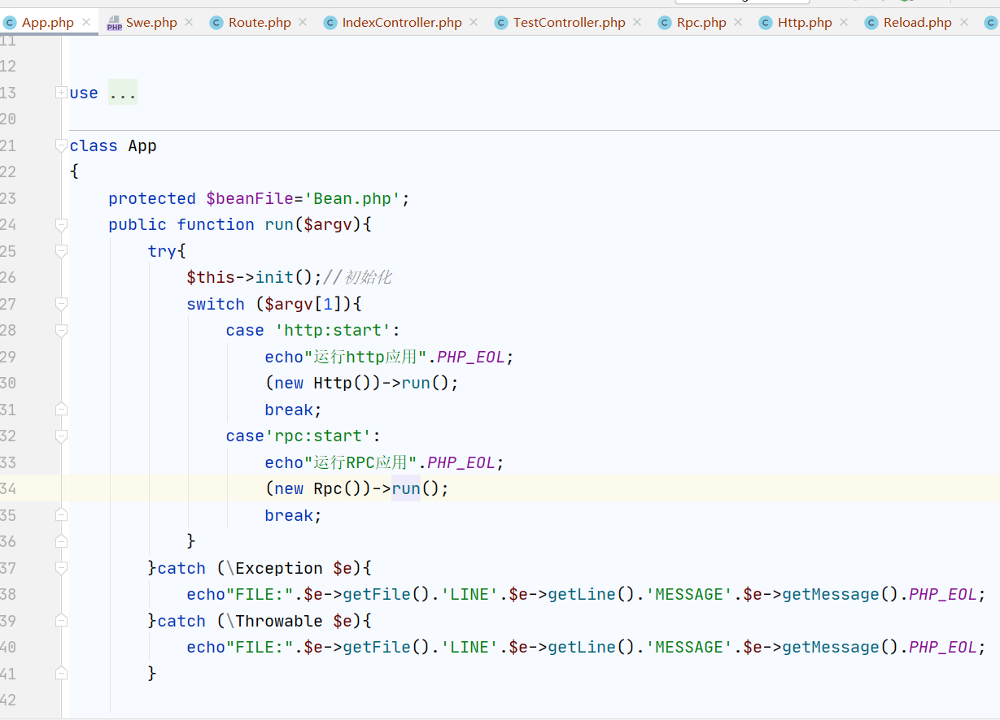 App.php Swe.php Route.php IndexController.php TestController.php Rpc.php Http.php Reload.php
11
12
13 use ...
20
21 class App
22 {
23 protected $beanFile='Bean.php';
24 public function run($argv){
25 try{
26 $this->init();//初始化
27 switch ($argv[1]){
28 case 'http:start':
29 echo"运行http应用".PHP_EOL;
30 (new Http())->run();
31 break;
32 case'rpc:start':
33 echo"运行RPC应用".PHP_EOL;
34 (new Rpc())->run();
35 break;
36 }
37 }catch (\Exception $e){
38 echo"FILE:".$e->getFile().'LINE'.$e->getLine().'MESSAGE'.$e->getMessage().PHP_EOL;
39 }catch (\Throwable $e){
40 echo"FILE:".$e->getFile().'LINE'.$e->getLine().'MESSAGE'.$e->getMessage().PHP_EOL;
41 }
42